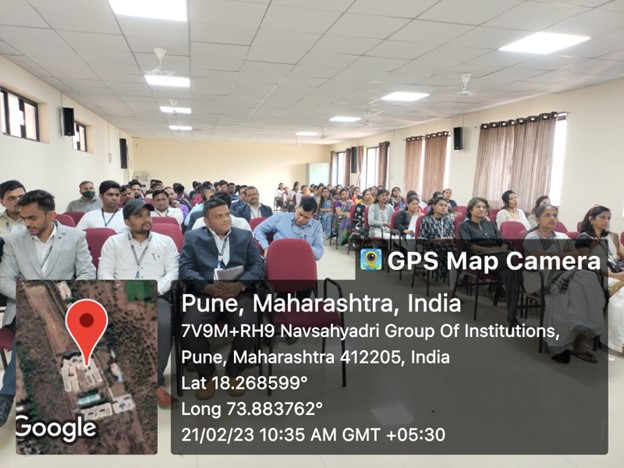 GPS Map Camera
Pune, Maharashtra, India
7V9M+RH9 Navsahyadri Group Of Institutions,
Pune, Maharashtra 412205, India
Lat 18.268599°
Long 73.883762°
21/02/23 10:35 AM GMT +05:30
Google